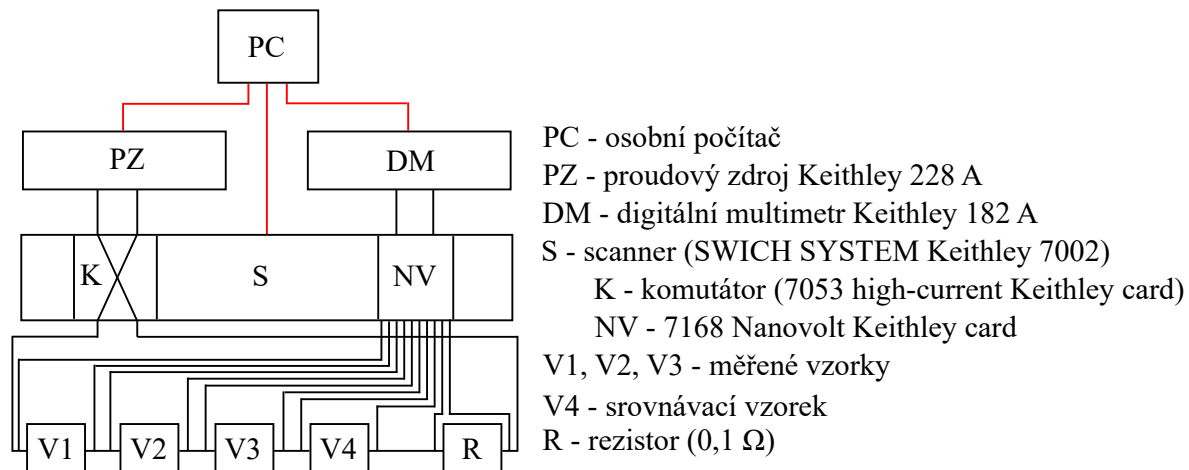 PC
PZ
DM
K
S
NV
V1
V2
V3
V4
R
PC - osobní počítač
PZ - proudový zdroj Keithley 228 A
DM - digitální multimetr Keithley 182 A
S - scanner (SWICH SYSTEM Keithley 7002)
K - komutátor (7053 high-current Keithley card)
NV - 7168 Nanovolt Keithley card
V1, V2, V3 - měřené vzorky
V4 - srovnávací vzorek
R - rezistor (0,1 Ω)